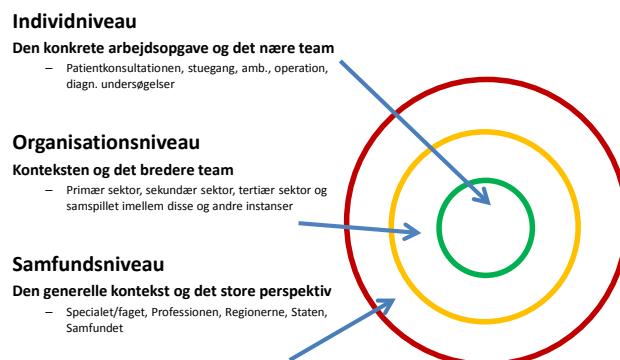 Individniveau
Den konkrete arbejdsopgave og det nære team
– Patientkonsultationen, stuegang, amb., operation,
diagn. undersøgelser
Organisationsniveau
Konteksten og det bredere team
– Primær sektor, sekundær sektor, tertiær sektor og
samspillet imellem disse og andre instanser
Samfundsniveau
Den generelle kontekst og det store perspektiv
– Specialet/faget, Professionen, Regionerne, Staten,
Samfundet